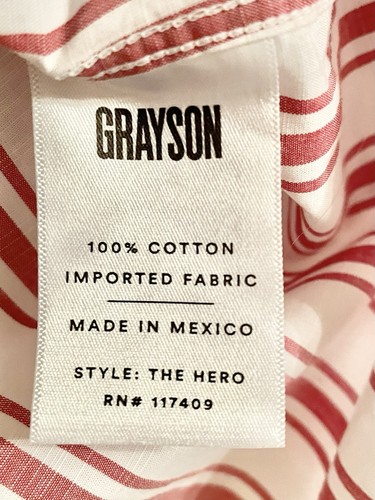 GRAYSON
100% COTTON
IMPORTED FABRIC
MADE IN MEXICO
STYLE: THE HERO
RN# 117409